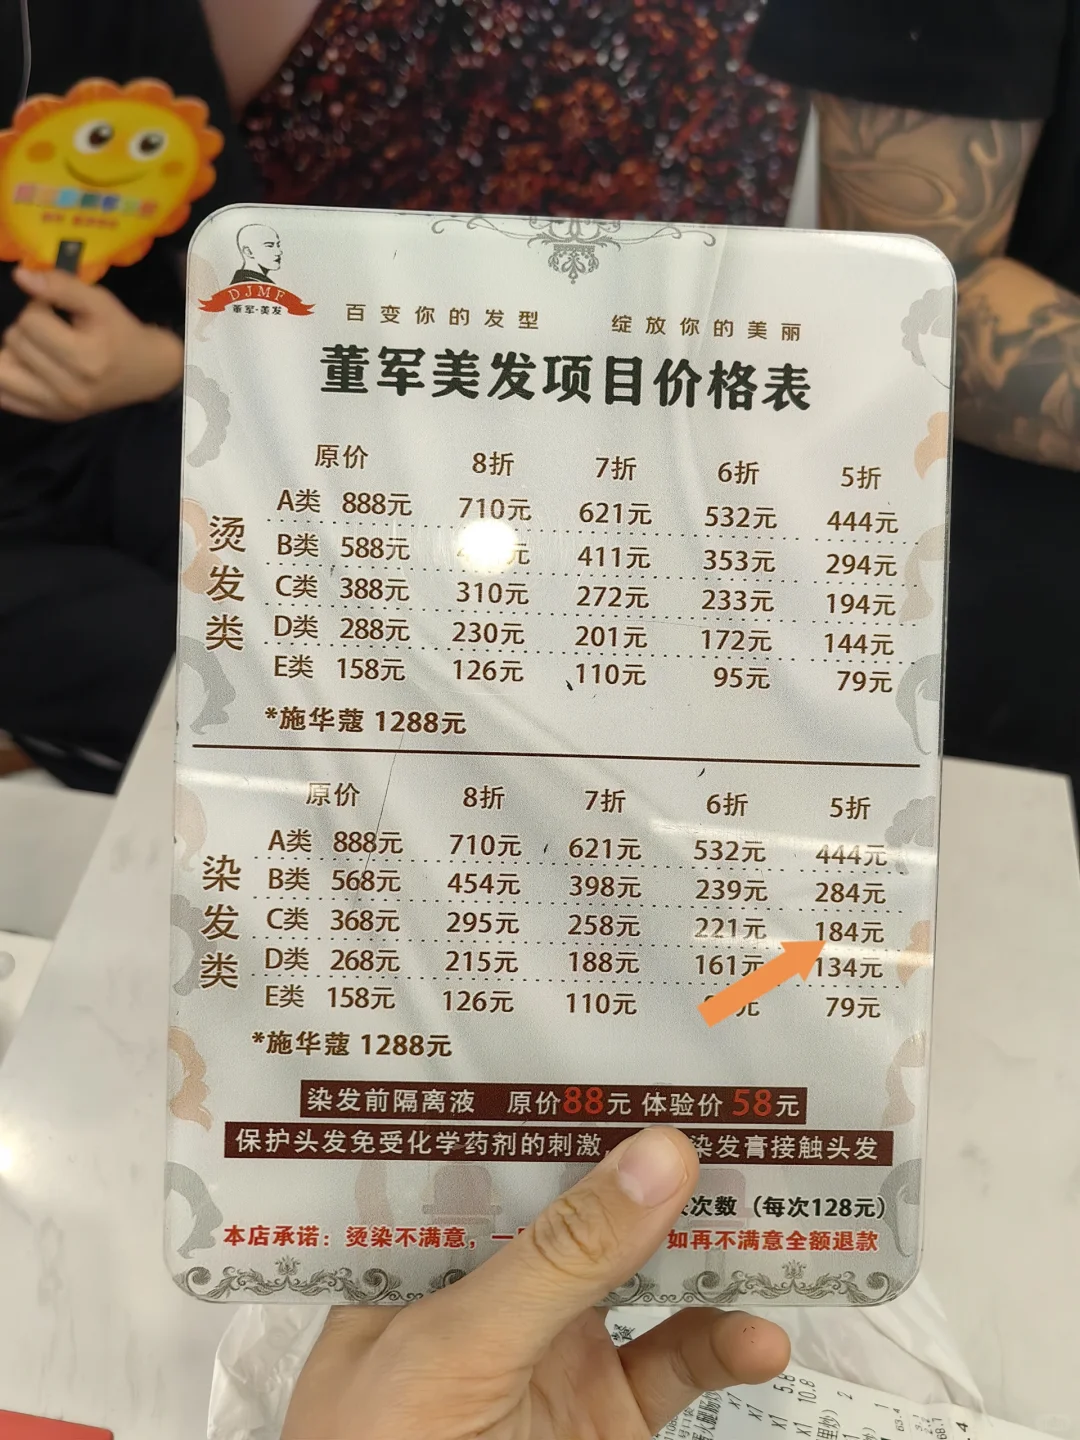 DJMF
董军·美发
百变你的发型 绽放你的美丽
董军美发项目价格表
原价 8折 7折 6折 5折
烫发类
A类 888元 710元 621元 532元 444元
B类 588元 元 411元 353元 294元
C类 388元 310元 272元 233元 194元
D类 288元 230元 201元 172元 144元
E类 158元 126元 110元 95元 79元
*施华蔻 1288元
原价 8折 7折 6折 5折
染发类
A类 888元 710元 621元 532元 444元
B类 568元 454元 398元 239元 284元
C类 368元 295元 258元 221元 184元
D类 268元 215元 188元 161元 134元
E类 158元 126元 110元 元 79元
*施华蔻 1288元
染发前隔离液 原价88元 体验价58元
保护头发免受化学药剂的刺激, 染发膏接触头发
次数（每次128元）
本店承诺：烫染不满意，一 如再不满意全额退款